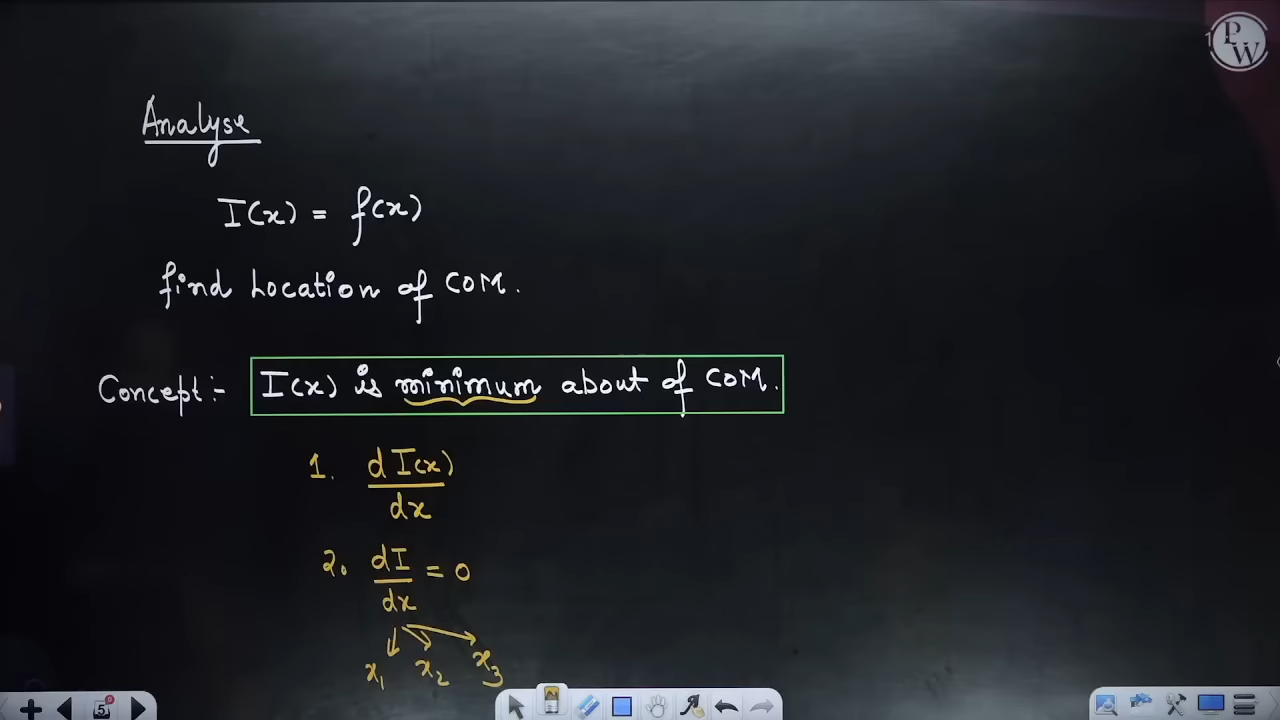 PW
Analyse
I(x) = f(x)
find Location of COM.
Concept:- I(x) is minimum about of COM.
1. dI(x)/dx
2. dI/dx = 0
x₁ x₂ x₃
5